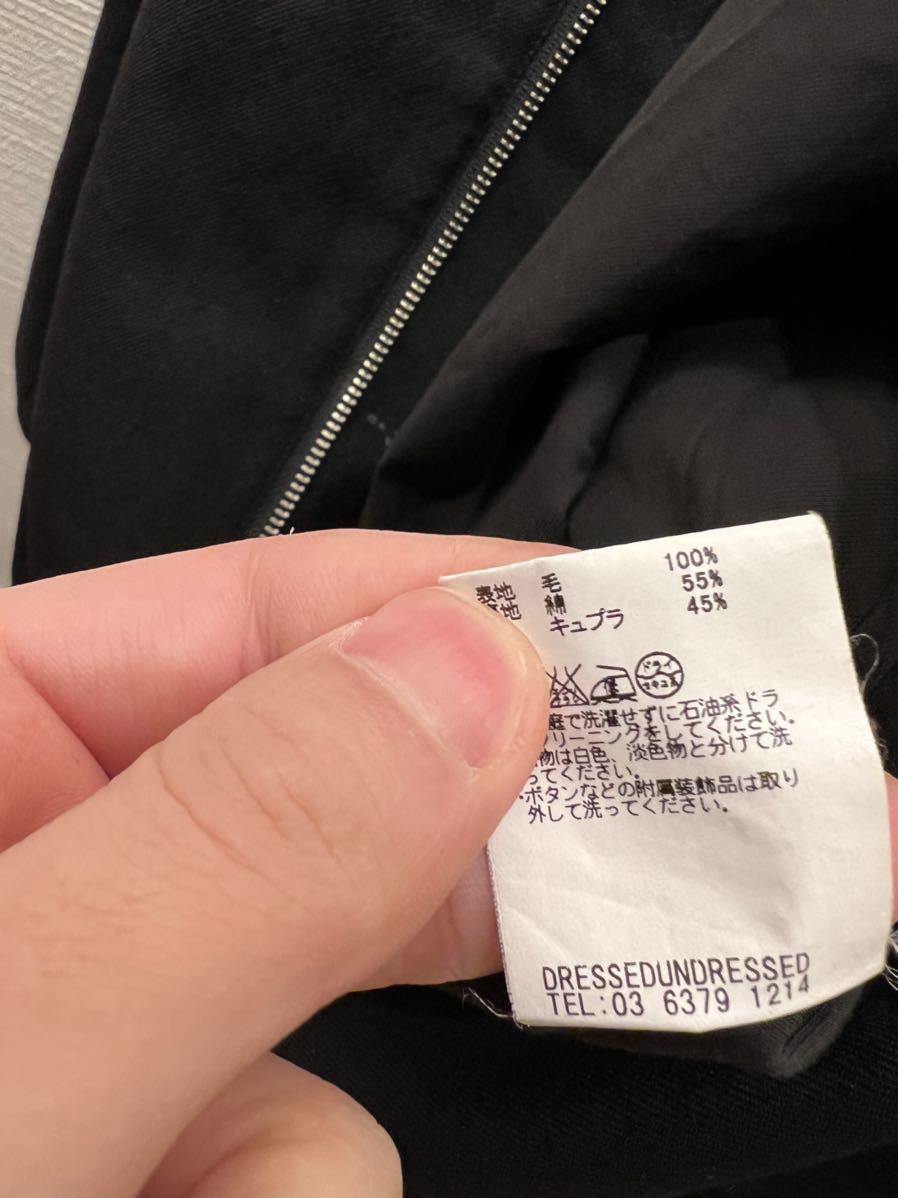 表地 毛 100%
地 綿 55%
キュプラ 45%
ドライ
セキユ系
庭で洗濯せずに石油系ドラ
リーニングをしてください。
物は白色、淡色物と分けて洗
ってください。
・ボタンなどの附属装飾品は取り
外して洗ってください。
DRESSEDUNDRESSED
TEL:03 6379 1214